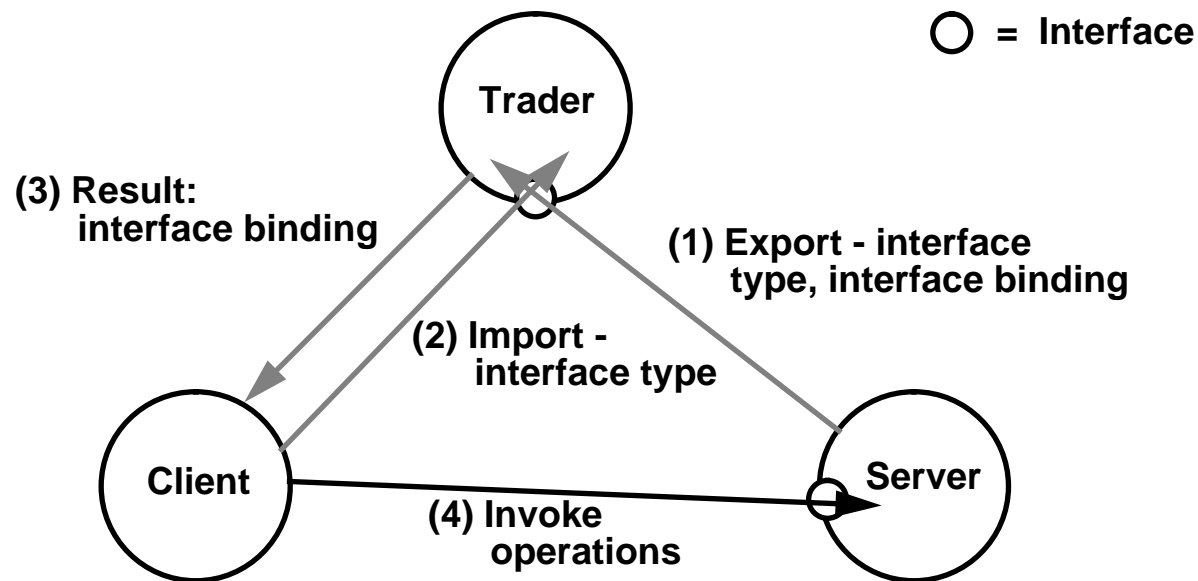 = Interface
Trader
(3) Result:
interface binding
(1) Export - interface
type, interface binding
(2) Import -
interface type
Client
Server
(4) Invoke
operations